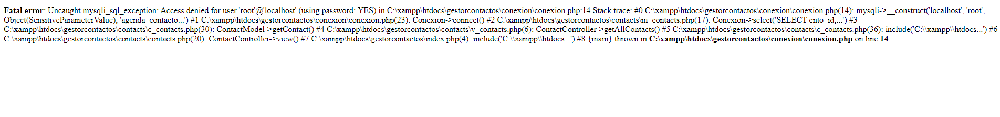 Fatal error: Uncaught mysqli_sql_exception: Access denied for user 'root'@'localhost' (using password: YES) in C:\xampp\htdocs\gestorcontactos\conexion\conexion.php:14 Stack trace: #0 C:\xampp\htdocs\gestorcontactos\conexion\conexion.php(14): mysqli->__construct('localhost', 'root',
Object(SensitiveParameterValue), 'agenda_contacto...') #1 C:\xampp\htdocs\gestorcontactos\conexion\conexion.php(23): Conexion->connect() #2 C:\xampp\htdocs\gestorcontactos\contacts\m_contacts.php(17): Conexion->select('SELECT cnto_id,...') #3
C:\xampp\htdocs\gestorcontactos\contacts\c_contacts.php(30): ContactModel->getContact() #4 C:\xampp\htdocs\gestorcontactos\contacts\v_contacts.php(6): ContactController->getAllContacts() #5 C:\xampp\htdocs\gestorcontactos\contacts\c_contacts.php(36): include('C:\\xampp\\htdocs...') #6
C:\xampp\htdocs\gestorcontactos\contacts\contacts.php(20): ContactController->view() #7 C:\xampp\htdocs\gestorcontactos\index.php(4): include('C:\\xampp\\htdocs...') #8 {main} thrown in C:\xampp\htdocs\gestorcontactos\conexion\conexion.php on line 14